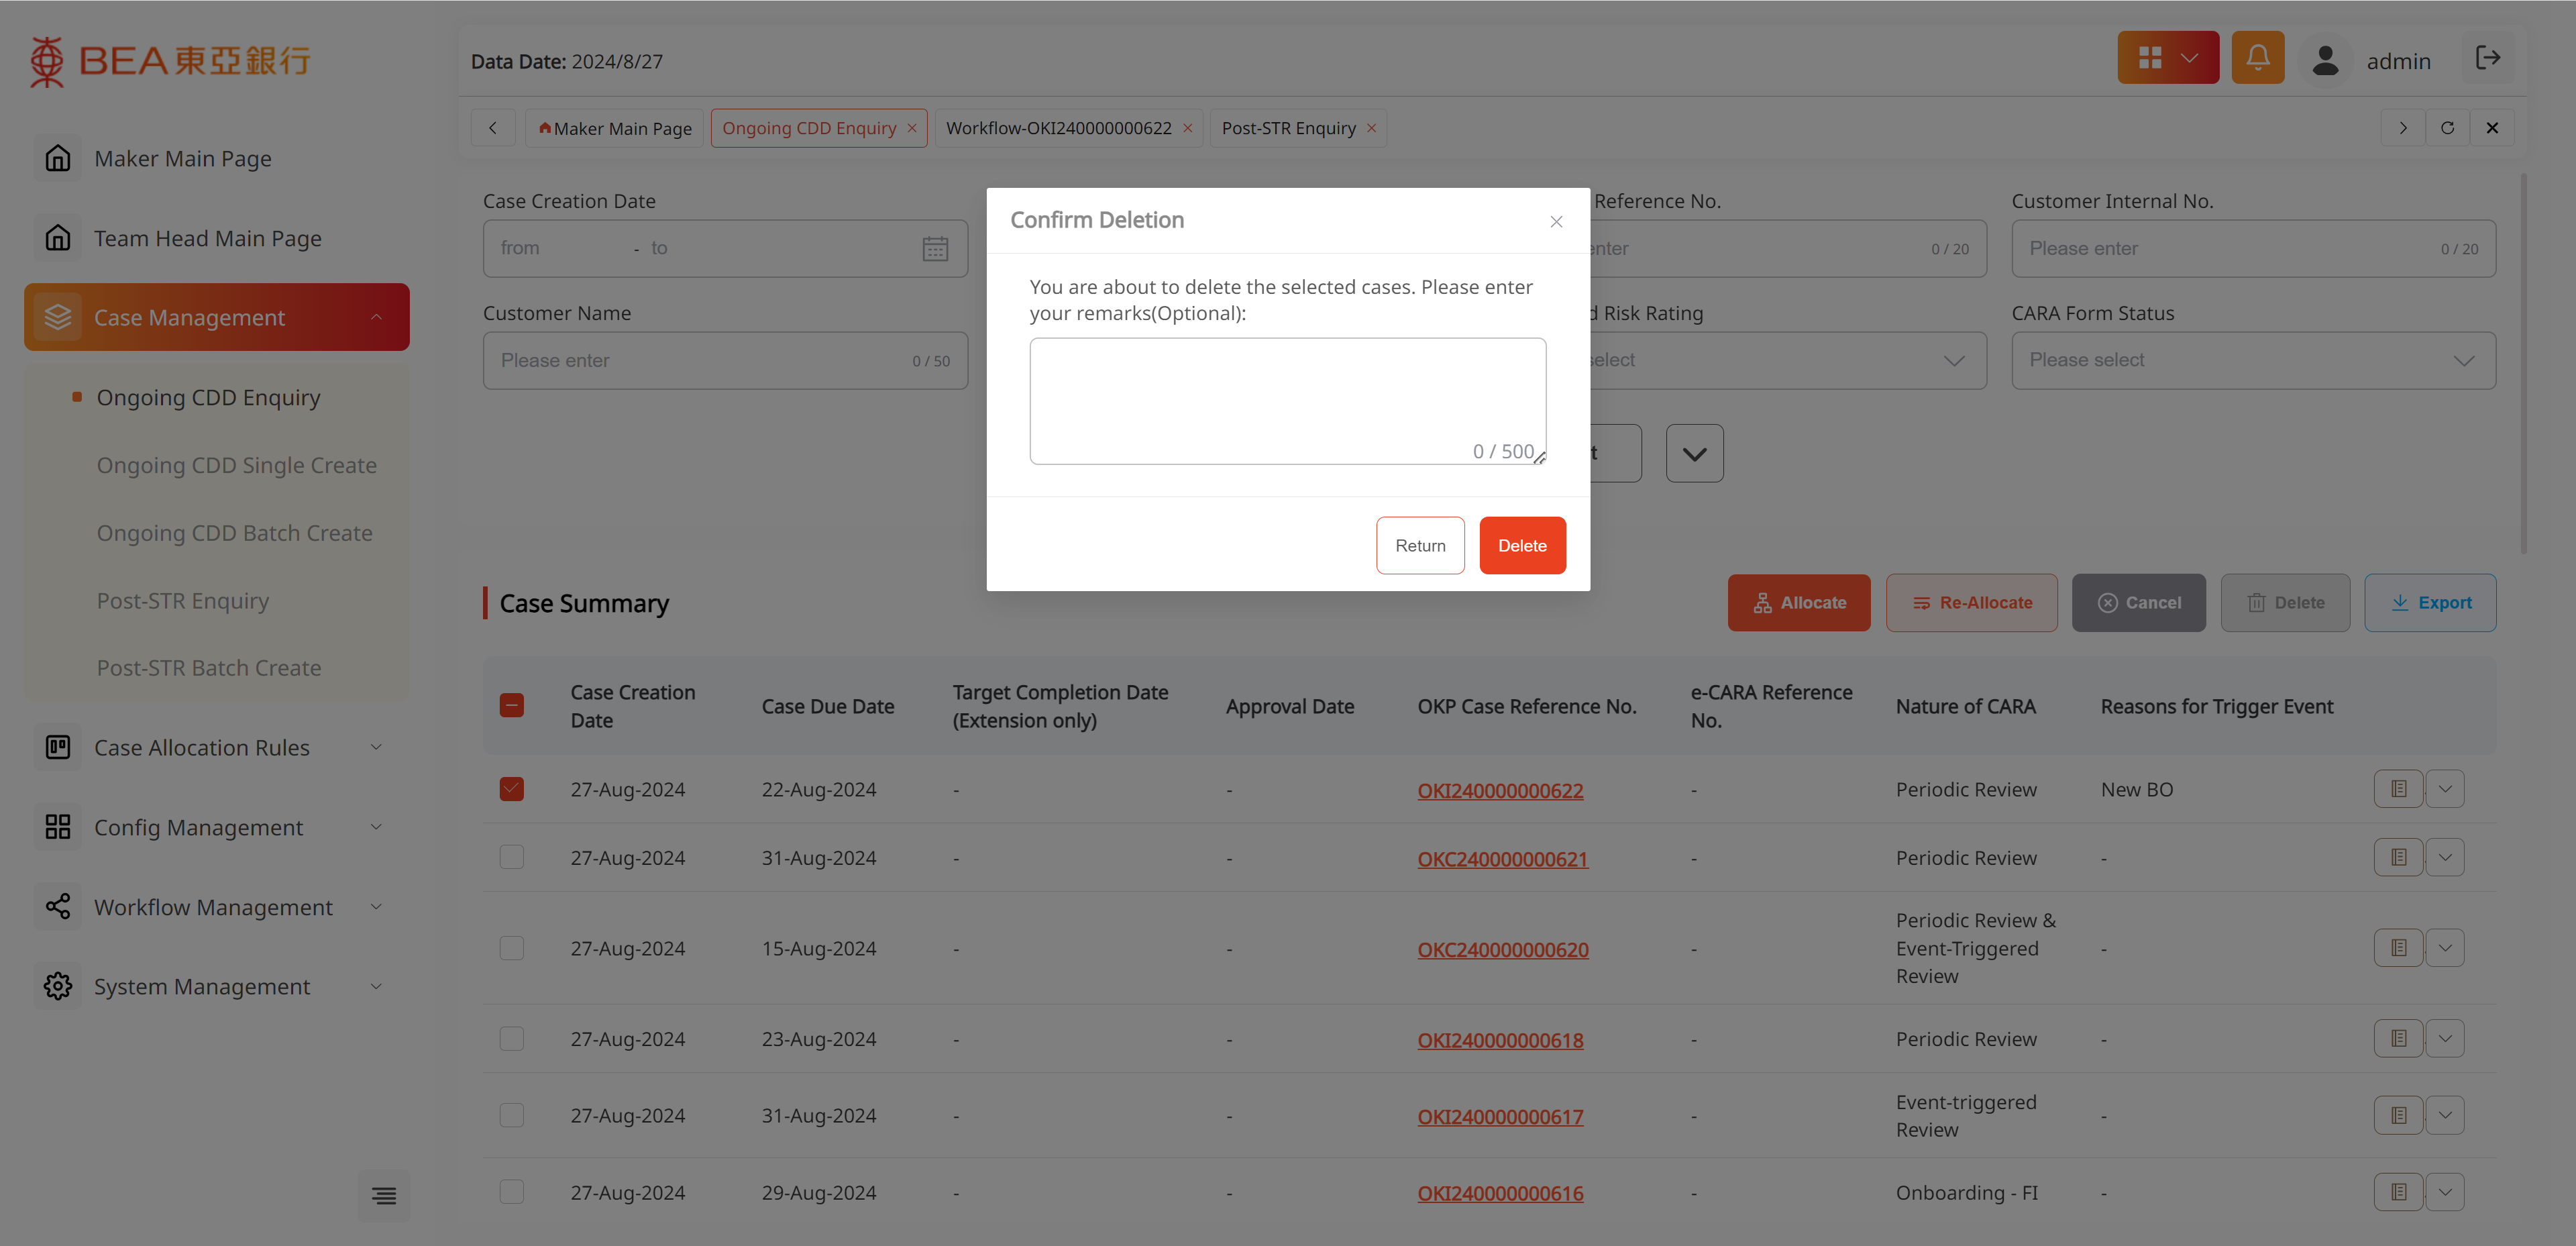 BEA東亞銀行
Data Date: 2024/8/27
admin
Maker Main Page
Ongoing CDD Enquiry
Workflow-OKI240000000622
Post-STR Enquiry
Maker Main Page
Team Head Main Page
Case Management
Ongoing CDD Enquiry
Ongoing CDD Single Create
Ongoing CDD Batch Create
Post-STR Enquiry
Post-STR Batch Create
Case Allocation Rules
Config Management
Workflow Management
System Management
Case Creation Date
from - to
Reference No.
0 / 20
Customer Internal No.
Please enter 0 / 20
Customer Name
Please enter 0 / 50
Risk Rating
CARA Form Status
Please select
Confirm Deletion
You are about to delete the selected cases. Please enter
your remarks(Optional):
0 / 500
Return Delete
Case Summary
Allocate Re-Allocate Cancel Delete Export
Case Creation Date
Case Due Date
Target Completion Date (Extension only)
Approval Date
OKP Case Reference No.
e-CARA Reference No.
Nature of CARA
Reasons for Trigger Event
27-Aug-2024 22-Aug-2024 - - OKI240000000622 - Periodic Review New BO
27-Aug-2024 31-Aug-2024 - - OKC240000000621 - Periodic Review -
27-Aug-2024 15-Aug-2024 - - OKC240000000620 - Periodic Review & Event-Triggered Review -
27-Aug-2024 23-Aug-2024 - - OKI240000000618 - Periodic Review -
27-Aug-2024 31-Aug-2024 - - OKI240000000617 - Event-triggered Review -
27-Aug-2024 29-Aug-2024 - - OKI240000000616 - Onboarding - FI -